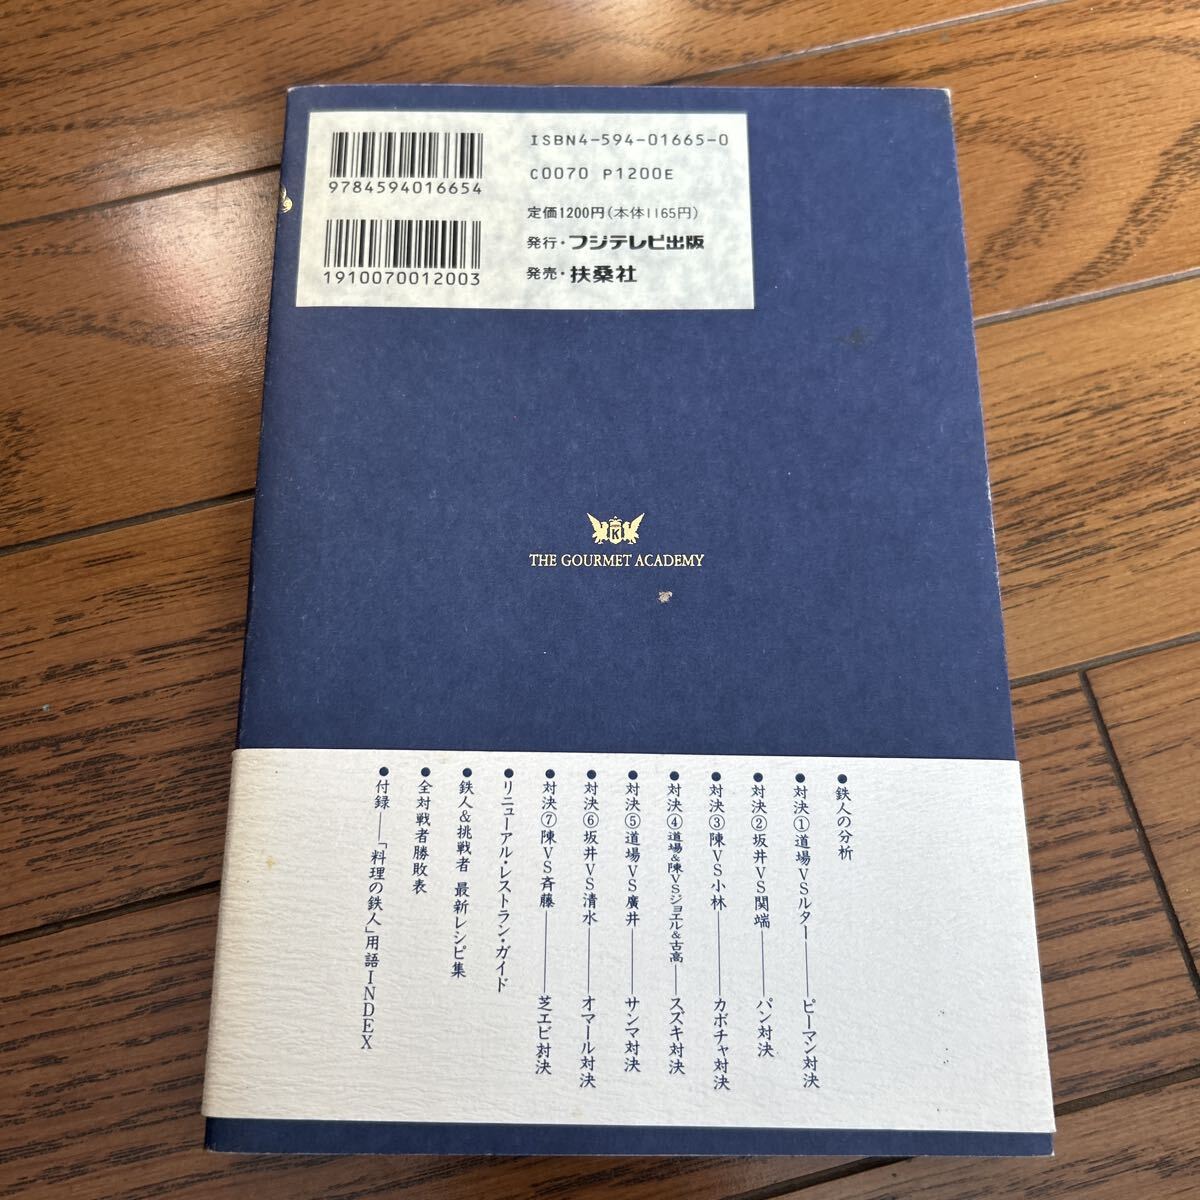 9784594016654
1910070012003
ISBN4-594-01665-0
C0070 P1200E
定価1200円(本体1165円)
発行・フジテレビ出版
発売・扶桑社
K
THE GOURMET ACADEMY
●鉄人の分析
●対決①道場VSルター――ピーマン対決
●対決②坂井VS関端――パン対決
●対決③陳VS小林――カボチャ対決
●対決④道場&陳VSジョエル&古高――スズキ対決
●対決⑤道場VS廣井――サンマ対決
●対決⑥坂井VS清水――オマール対決
●対決⑦陳VS斉藤――芝エビ対決
●リニューアル・レストラン・ガイド
●鉄人&挑戦者 最新レシピ集
●全対戦者勝敗表
●付録――「料理の鉄人」用語INDEX